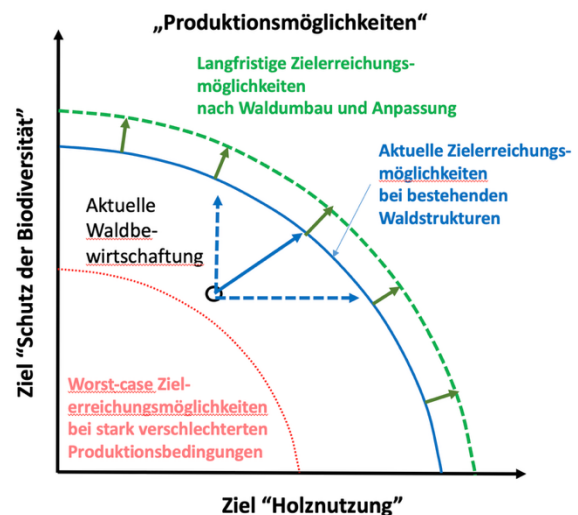 „Produktionsmöglichkeiten“
Langfristige Zielerreichungs-
möglichkeiten
nach Waldumbau und Anpassung
Aktuelle Zielerreichungs-
möglichkeiten
bei bestehenden
Waldstrukturen
Aktuelle
Waldbe-
wirtschaftung
Worst-case Ziel-
erreichungsmöglichkeiten
bei stark verschlechterten
Produktionsbedingungen
Ziel “Schutz der Biodiversität”
Ziel “Holznutzung”